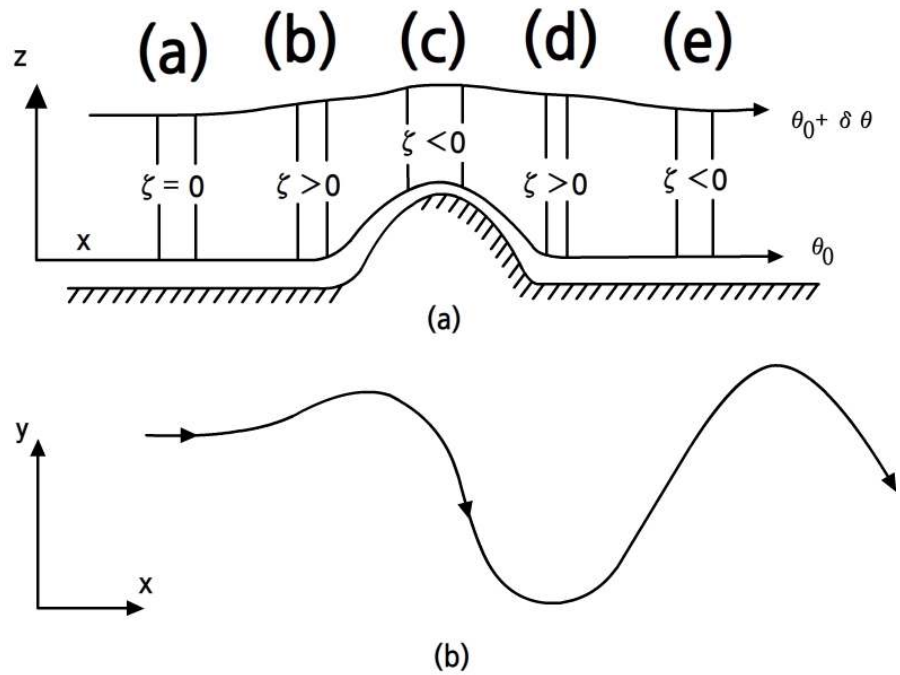 (a) (b) (c) (d) (e)
z
θ₀+ δ θ
ζ <0
ζ = 0 ζ >0 ζ >0 ζ <0
x
θ₀
(a)
y
x
(b)